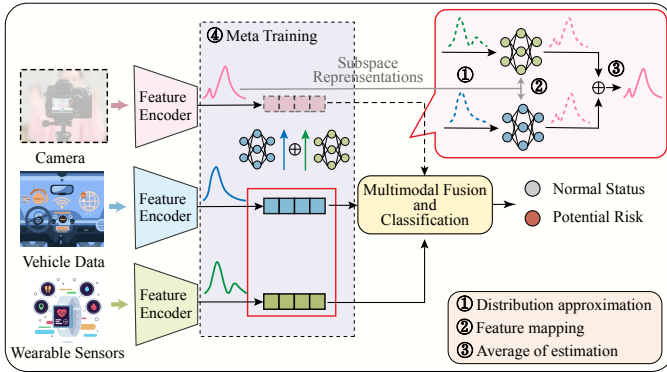 ④ Meta Training
Subspace
Reprensentations
Feature
Encoder
Camera
Feature
Encoder
Vehicle Data
Feature
Encoder
Wearable Sensors
①
②
③
Multimodal Fusion
and
Classification
Normal Status
Potential Risk
① Distribution approximation
② Feature mapping
③ Average of estimation